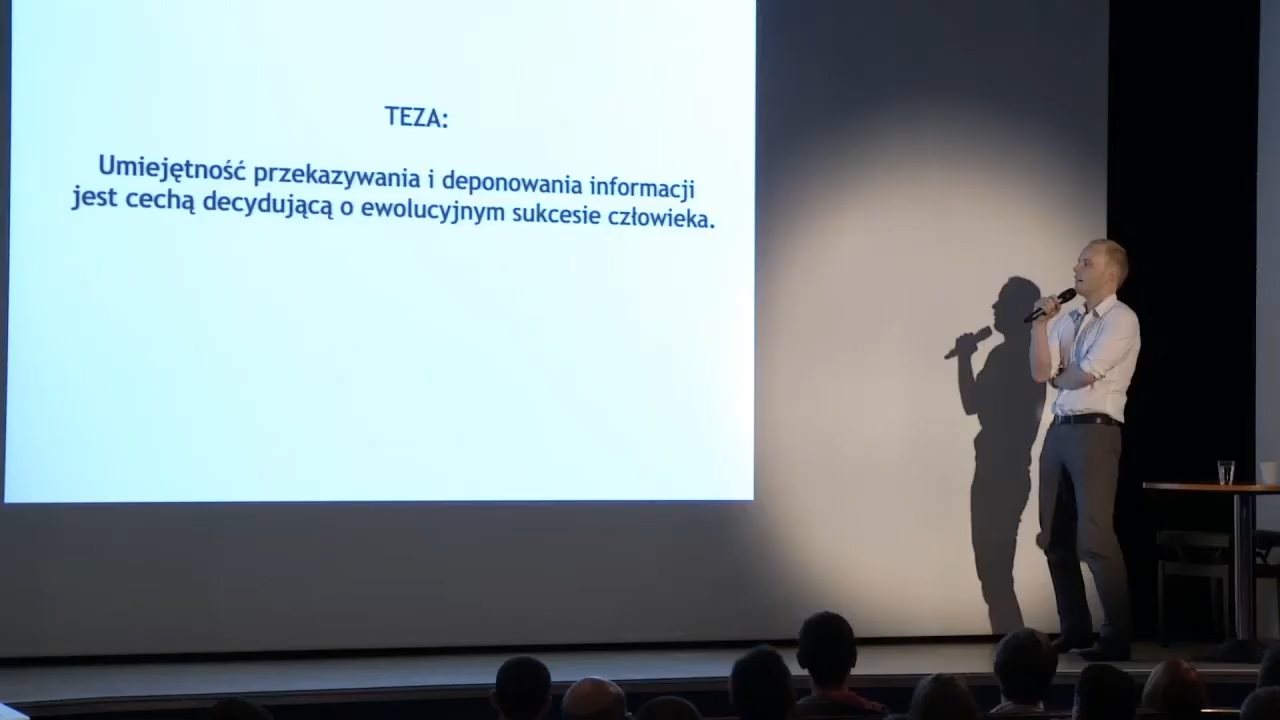 TEZA:
Umiejętność przekazywania i deponowania informacji
jest cechą decydującą o ewolucyjnym sukcesie człowieka.